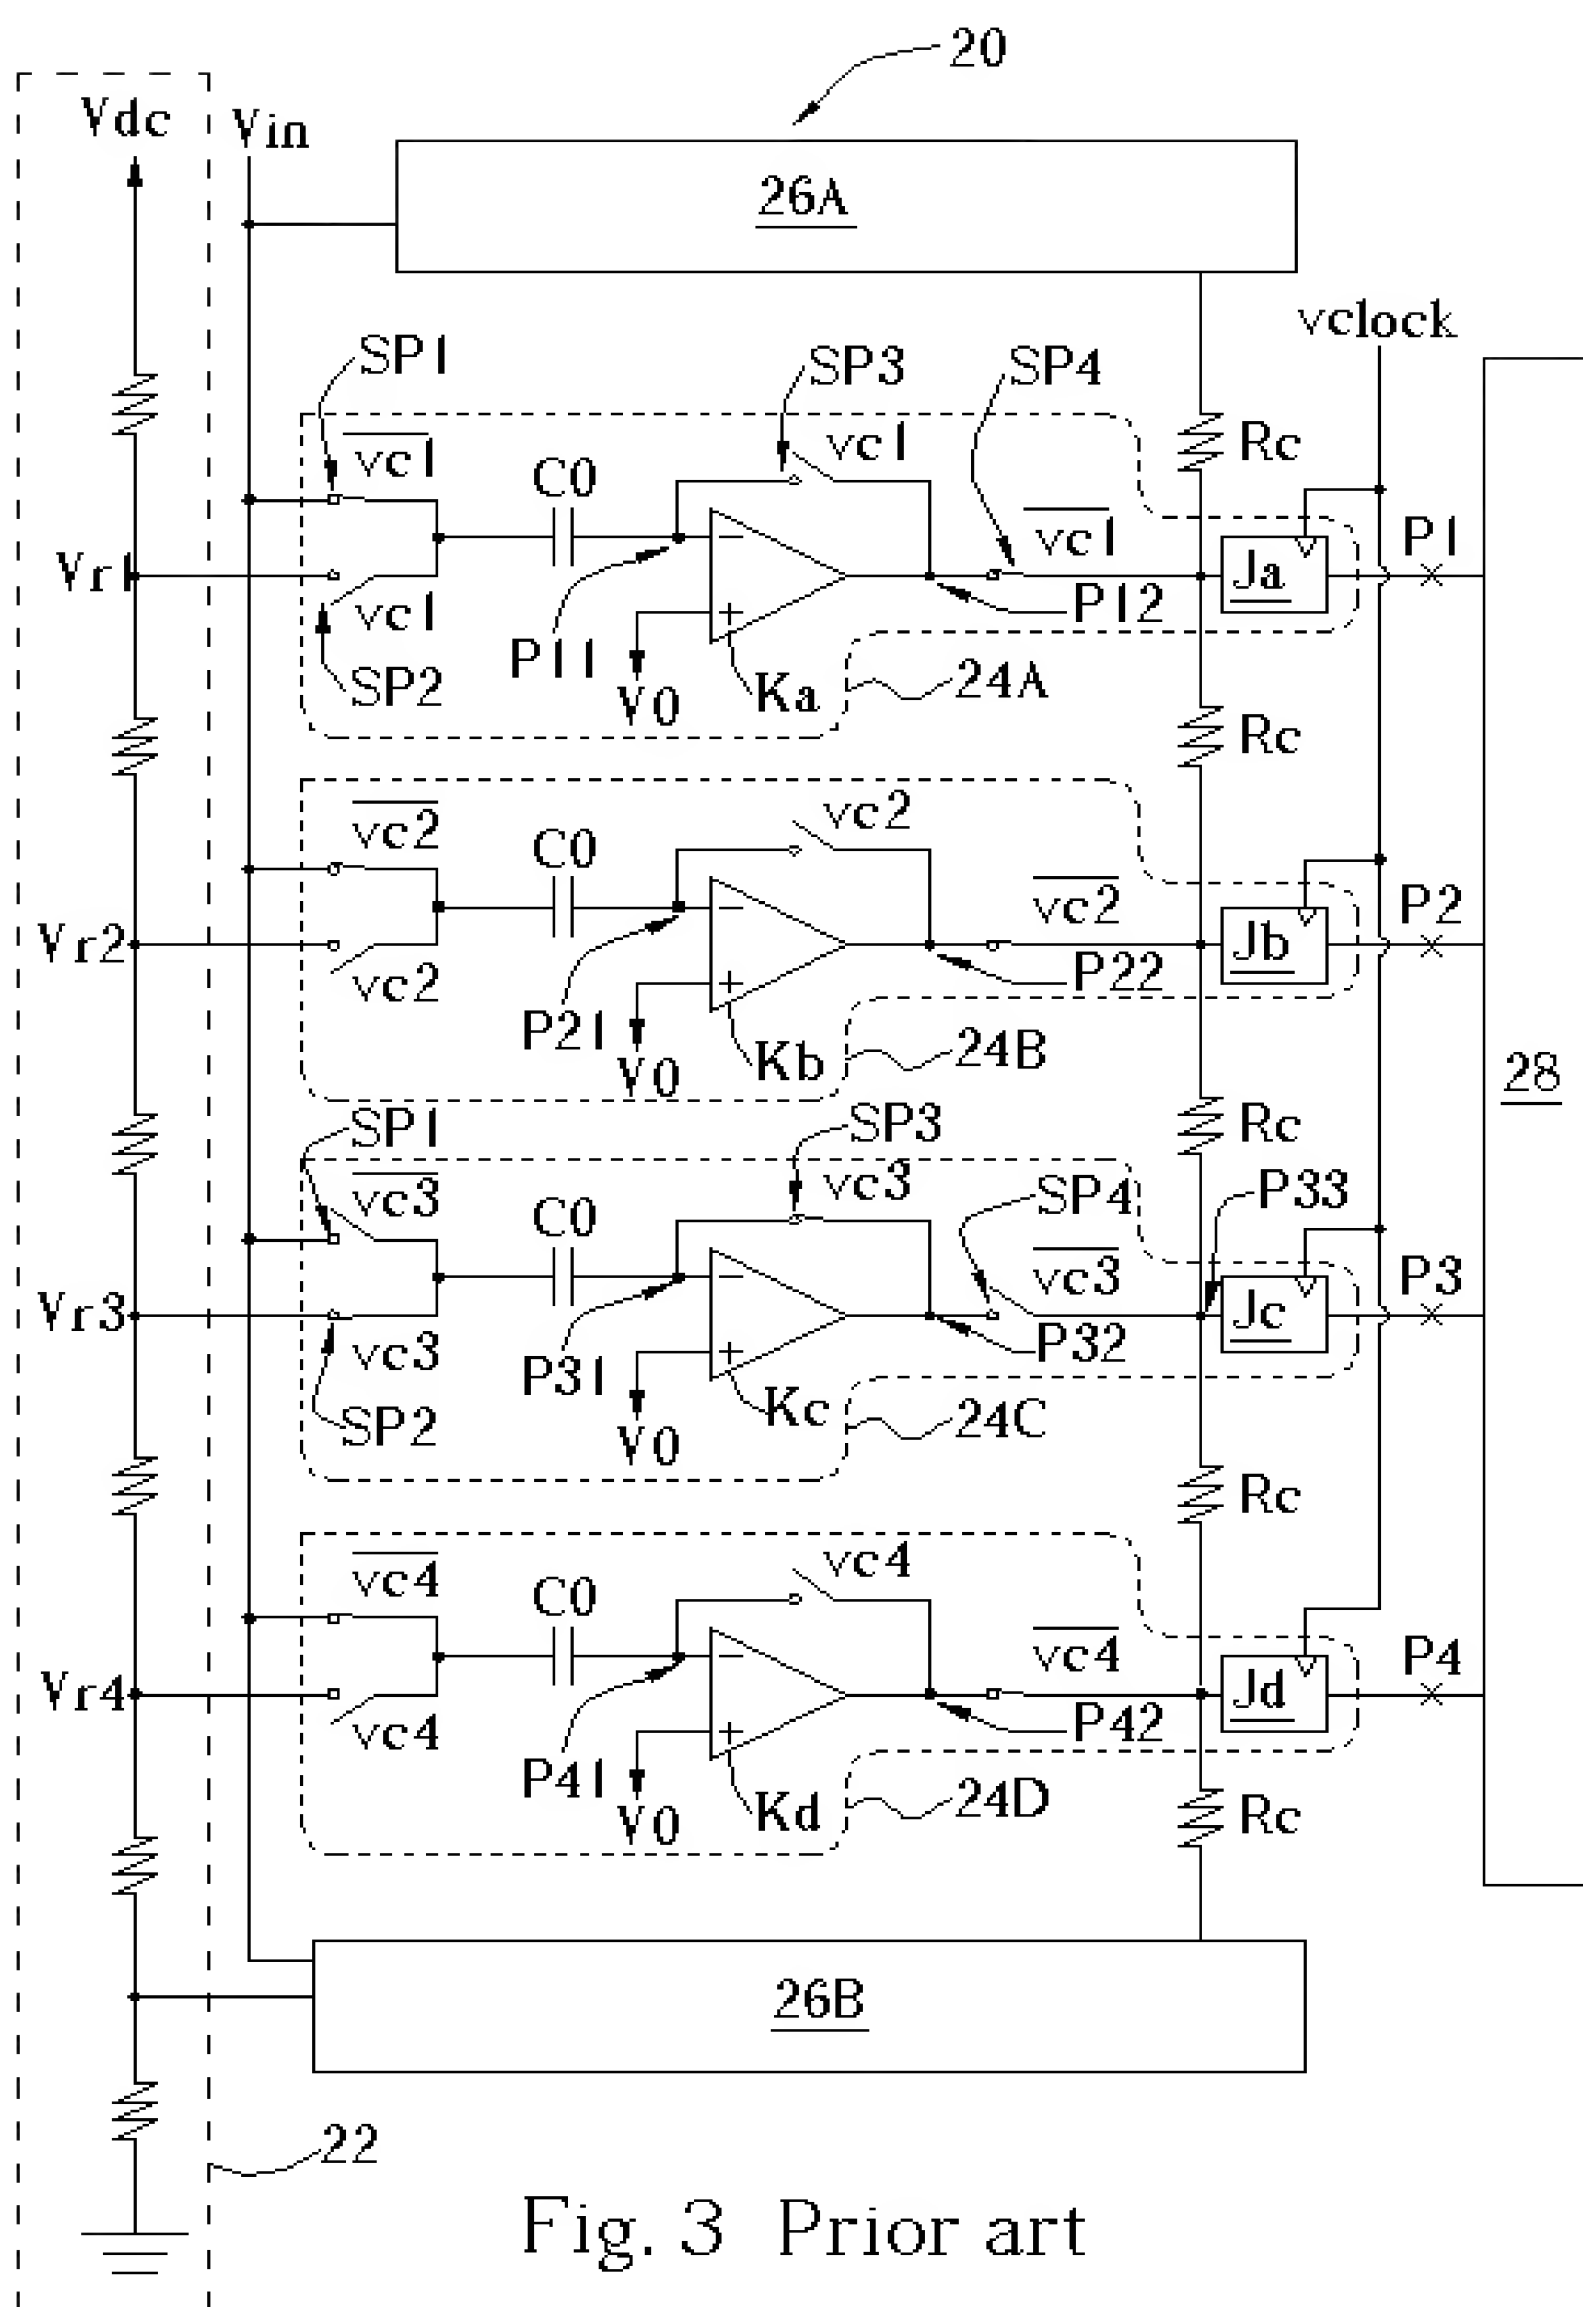 20
Vdc
Vin
26A
vclock
SP1
SP3
SP4
vc1
vc1
Rc
C0
vc1
P1
Vr1
Ja
vc1
P12
P11
SP2
V0
Ka
24A
Rc
vc2
vc2
C0
vc2
P2
Vr2
Jb
vc2
P22
P21
V0
Kb
24B
28
SP1
SP3
Rc
vc3
vc3
SP4
P33
C0
vc3
P3
Vr3
Jc
vc3
P32
P31
SP2
V0
Kc
24C
Rc
vc4
vc4
C0
vc4
P4
Vr4
Jd
vc4
P42
P41
V0
Kd
24D
Rc
26B
22
Fig. 3 Prior art